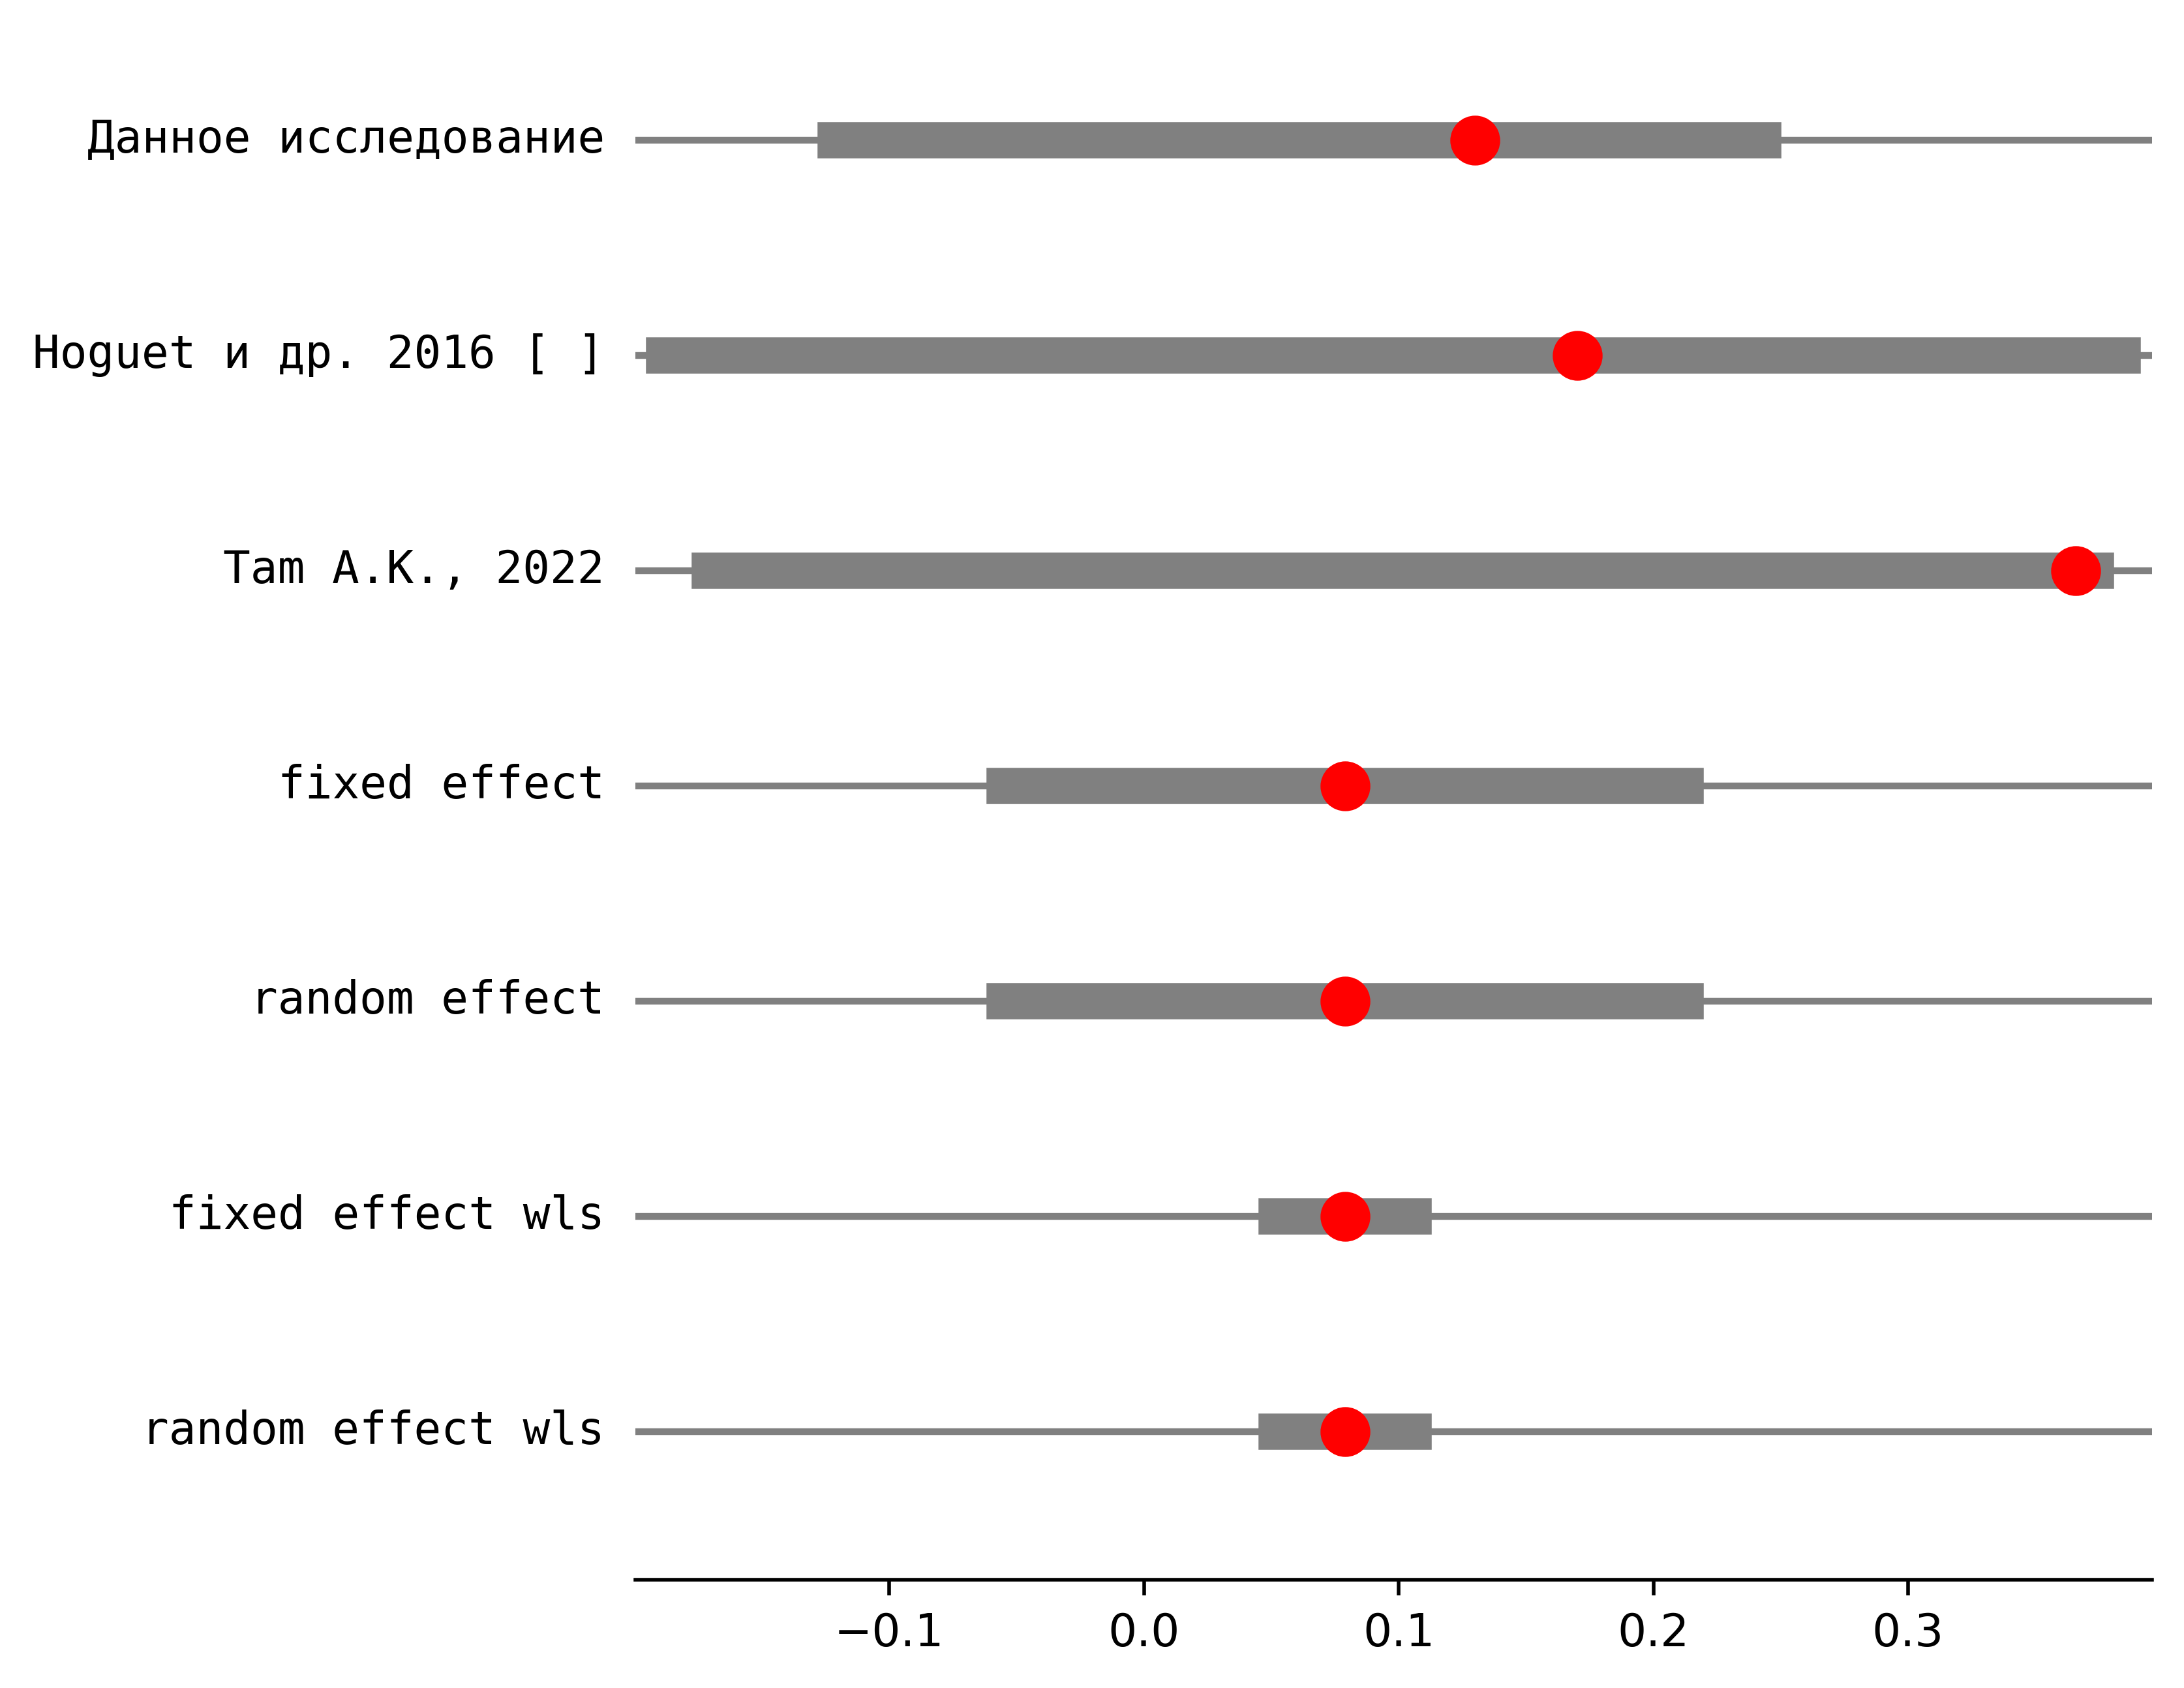 Данное исследование
Hoguet и др. 2016 [ ]
Tam A.K., 2022
fixed effect
random effect
fixed effect wls
random effect wls
−0.1 0.0 0.1 0.2 0.3